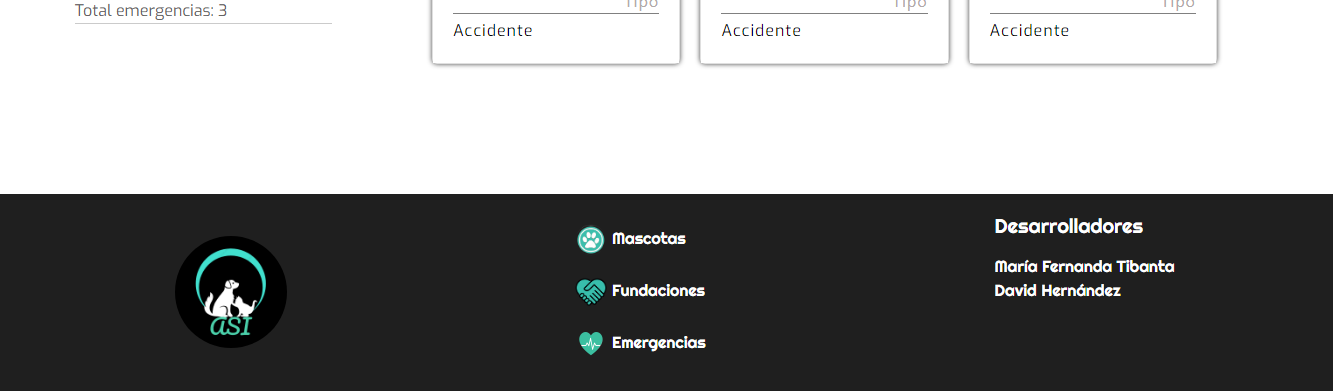 Total emergencias: 3
Tipo
Tipo
Tipo
Accidente
Accidente
Accidente
aSI
Mascotas
Fundaciones
Emergencias
Desarrolladores
María Fernanda Tibanta
David Hernández